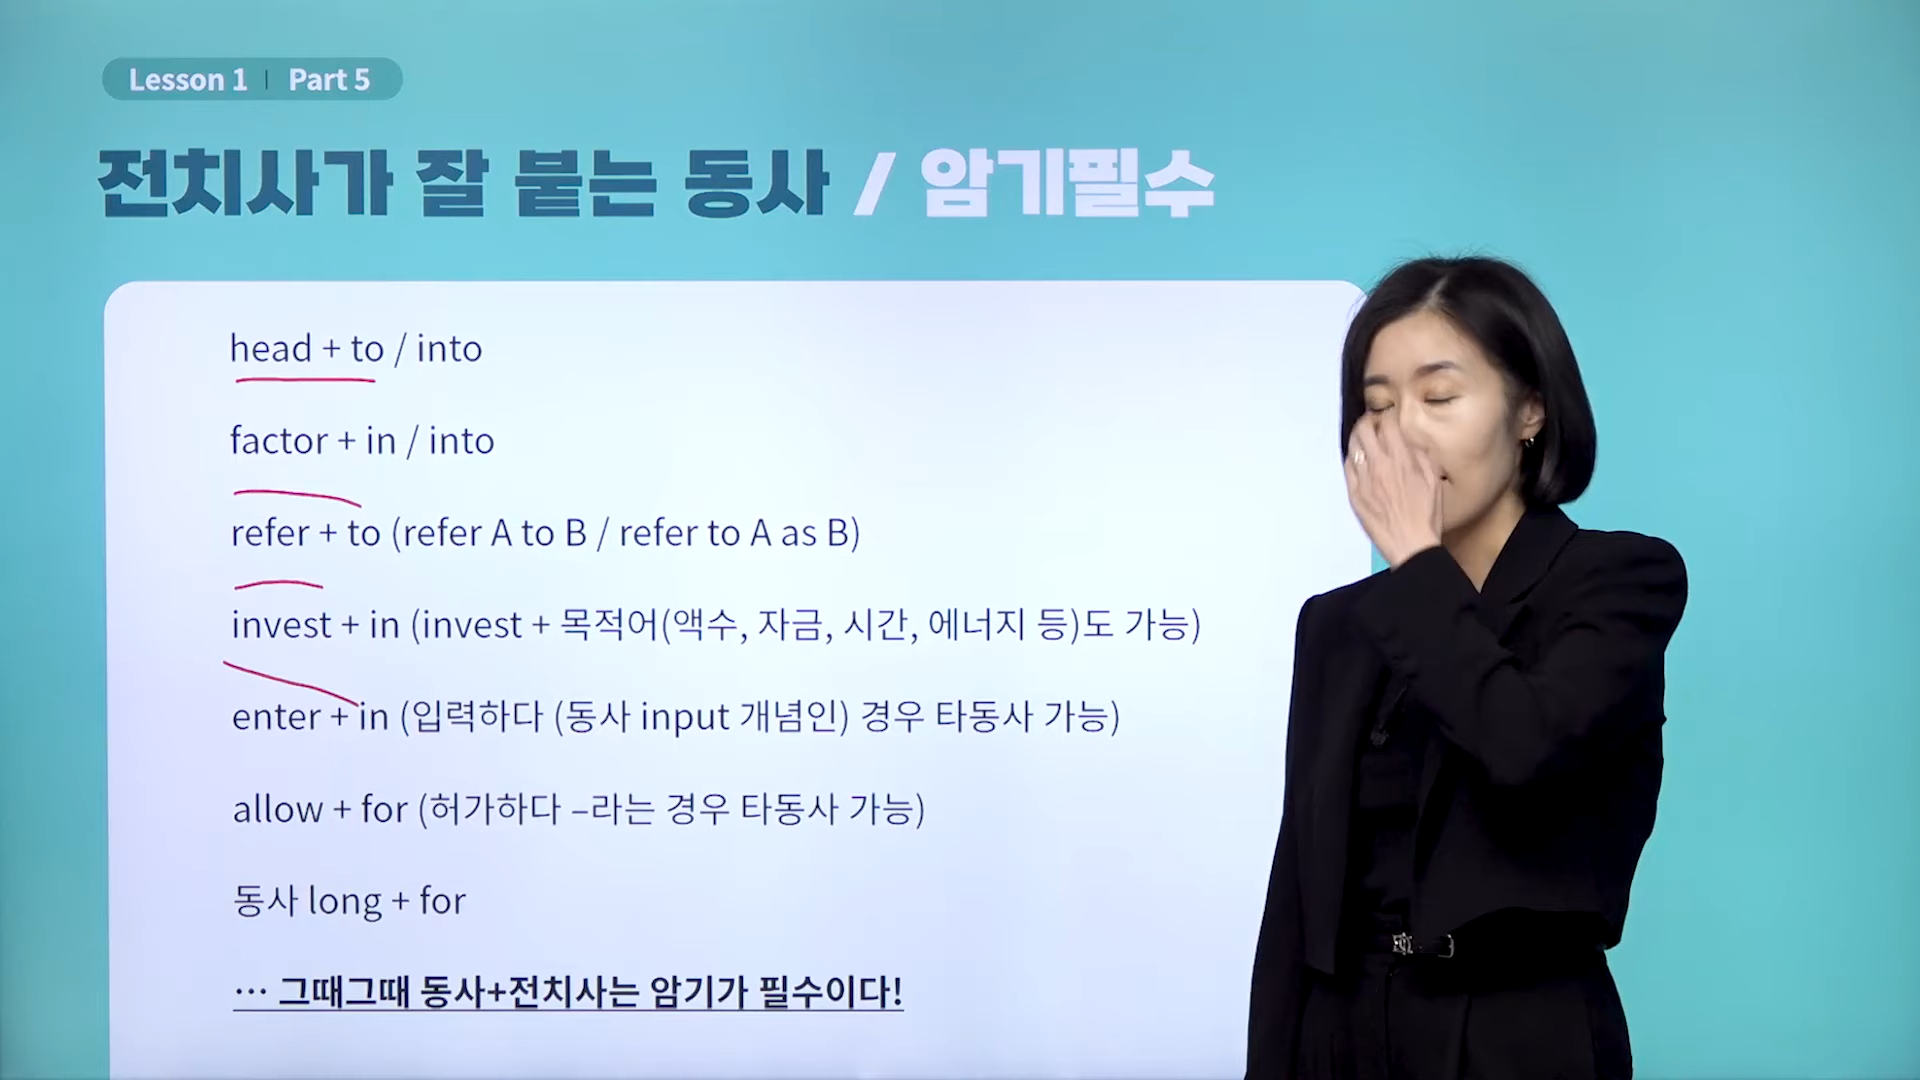 Lesson 1 | Part 5
전치사가 잘 붙는 동사 / 암기필수
head + to / into
factor + in / into
refer + to (refer A to B / refer to A as B)
invest + in (invest + 목적어(액수, 자금, 시간, 에너지 등)도 가능)
enter + in (입력하다 (동사 input 개념인) 경우 타동사 가능)
allow + for (허가하다 –라는 경우 타동사 가능)
동사 long + for
… 그때그때 동사+전치사는 암기가 필수이다!